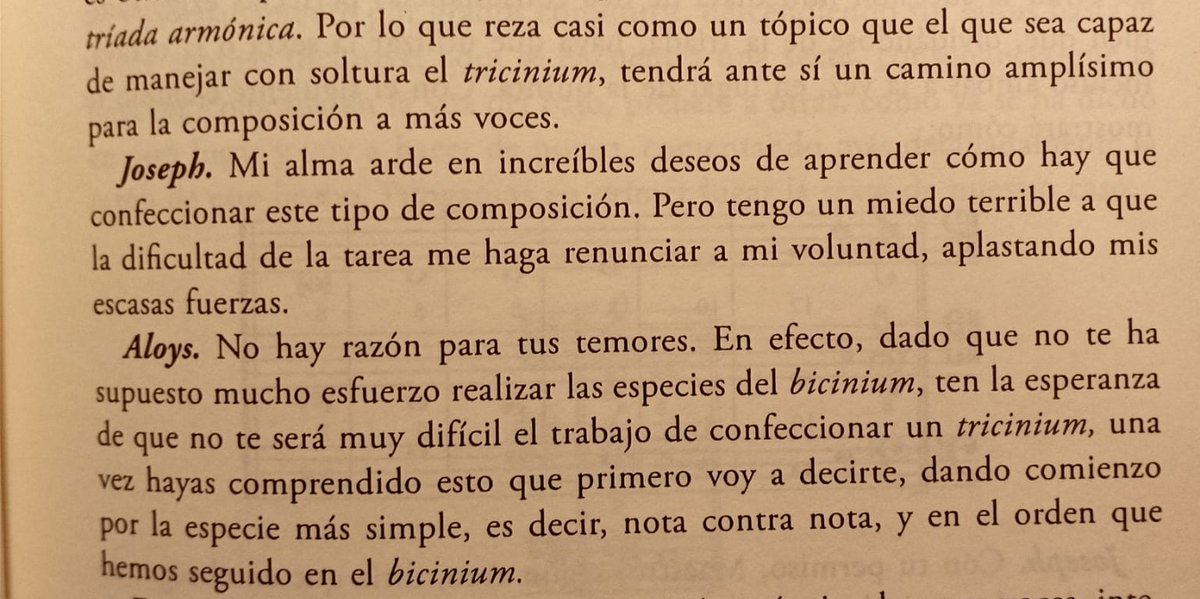 tríada armónica. Por lo que reza casi como un tópico que el que sea capaz
de manejar con soltura el tricinium, tendrá ante sí un camino amplísimo
para la composición a más voces.
Joseph. Mi alma arde en increíbles deseos de aprender cómo hay que
confeccionar este tipo de composición. Pero tengo un miedo terrible a que
la dificultad de la tarea me haga renunciar a mi voluntad, aplastando mis
escasas fuerzas.
Aloys. No hay razón para tus temores. En efecto, dado que no te ha
supuesto mucho esfuerzo realizar las especies del bicinium, ten la esperanza
de que no te será muy difícil el trabajo de confeccionar un tricinium, una
vez hayas comprendido esto que primero voy a decirte, dando comienzo
por la especie más simple, es decir, nota contra nota, y en el orden que
hemos seguido en el bicinium.